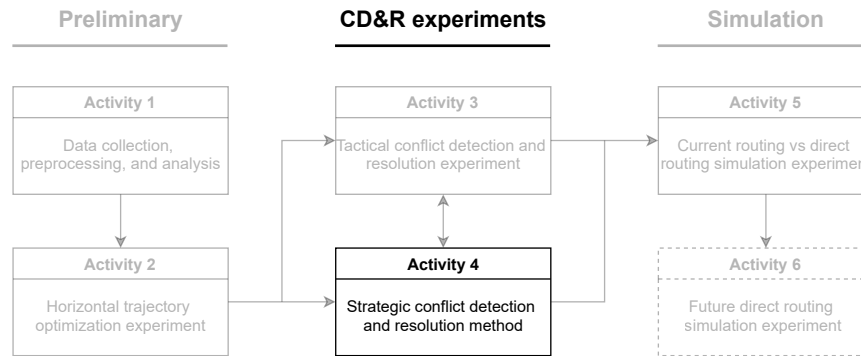 Preliminary
CD&R experiments
Simulation
Activity 1
Data collection,
preprocessing, and analysis
Activity 2
Horizontal trajectory
optimization experiment
Activity 3
Tactical conflict detection and
resolution experiment
Activity 4
Strategic conflict detection
and resolution method
Activity 5
Current routing vs direct
routing simulation experiment
Activity 6
Future direct routing
simulation experiment